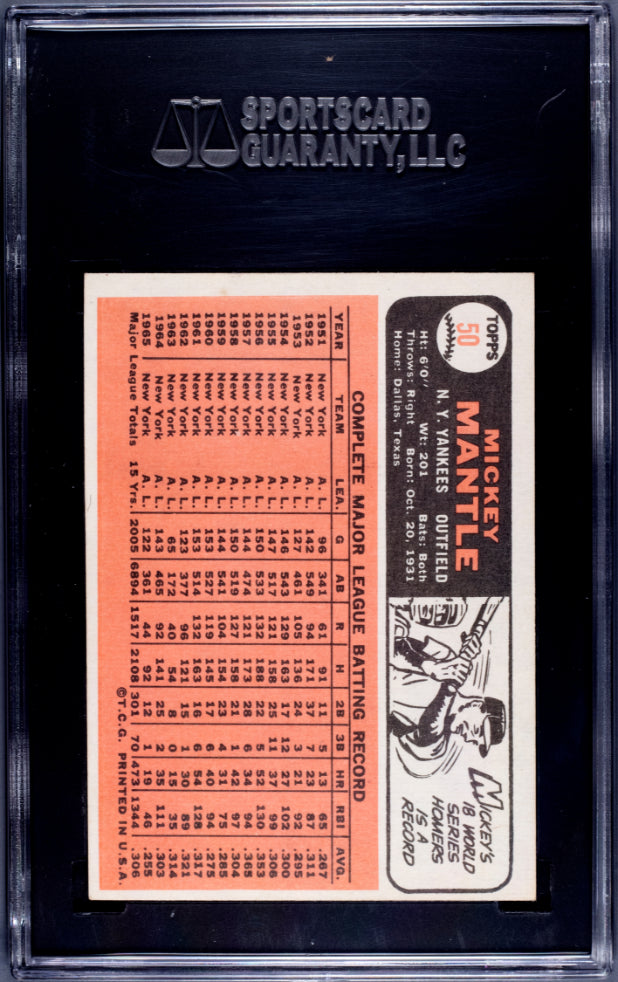 SPORTSCARD
GUARANTY, LLC
TOPPS
50
MICKEY
MANTLE
N. Y. YANKEES OUTFIELD
Ht: 6'0" Wt: 201 Bats: Both
Throws: Right Born: Oct. 20, 1931
Home: Dallas, Texas
MICKEY'S
18 WORLD
SERIES
HOMERS
IS A
RECORD
COMPLETE MAJOR LEAGUE BATTING RECORD
YEAR TEAM LEA. G AB R H 2B 3B HR RBI AVG.
1951 New York A. L. 96 341 61 91 11 5 13 65 .267
1952 New York A. L. 142 549 94 171 37 7 23 87 .311
1953 New York A. L. 127 461 105 136 24 3 21 92 .295
1954 New York A. L. 146 543 129 163 17 12 27 102 .300
1955 New York A. L. 147 517 121 158 25 11 37 99 .306
1956 New York A. L. 150 533 132 188 22 5 52 130 .353
1957 New York A. L. 144 474 121 173 28 6 34 94 .365
1958 New York A. L. 150 519 127 158 21 1 42 97 .304
1959 New York A. L. 144 541 104 154 23 4 31 75 .285
1960 New York A. L. 153 527 119 145 17 6 40 94 .275
1961 New York A. L. 153 514 132 163 16 6 54 128 .317
1962 New York A. L. 123 377 96 121 15 1 30 89 .321
1963 New York A. L. 65 172 40 54 8 0 15 35 .314
1964 New York A. L. 143 465 92 141 25 2 35 111 .303
1965 New York A. L. 122 361 44 92 12 1 19 46 .255
Major League Totals 15 Yrs. 2005 6894 1517 2108 301 70 473 1344 .306
©T.C.G. PRINTED IN U.S.A.